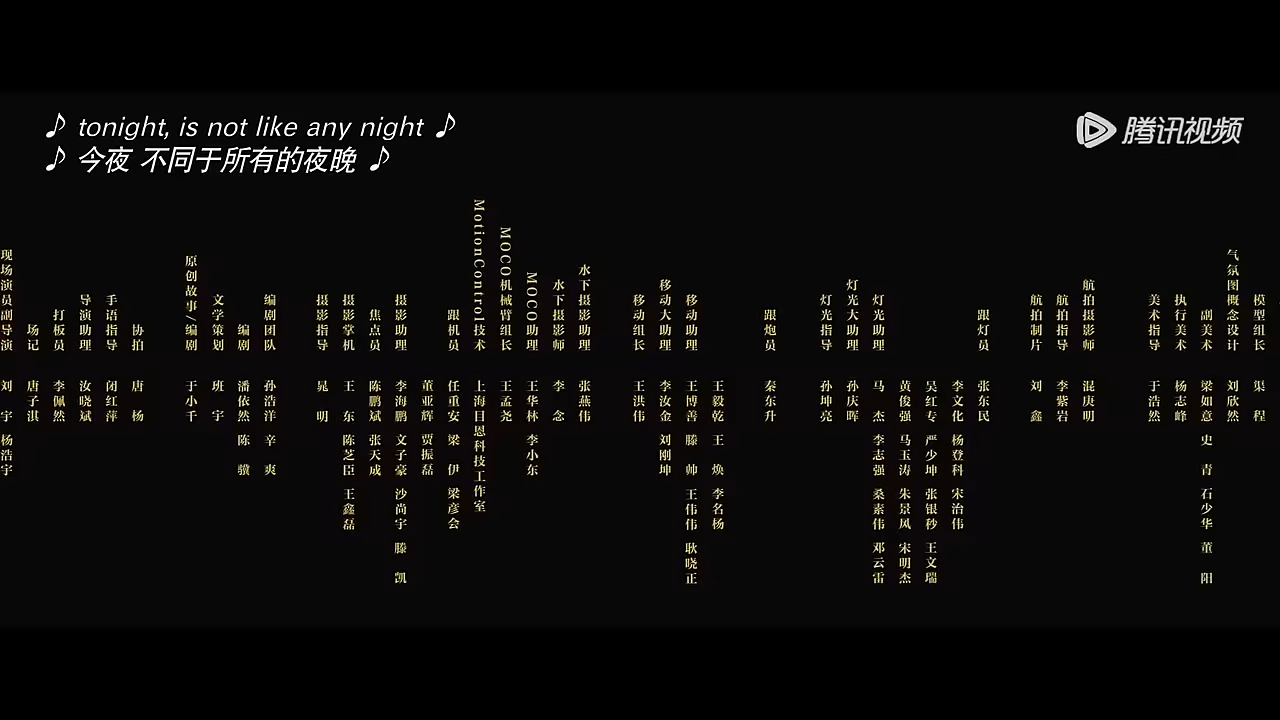 ♪ tonight, is not like any night ♪
♪ 今夜 不同于所有的夜晚 ♪
腾讯视频
现场演员副导演 刘宇 杨浩宇
场记 唐子淇
打板员 李佩然
导演助理 汝晓斌
手语指导 闭红萍
协拍 唐杨
原创故事/编剧 于小千
文学策划 班宇
编剧 潘依然 陈骥
编剧团队 孙浩洋 辛爽
摄影指导 晁明
摄影掌机 王东 陈芝臣 王鑫磊
焦点员 陈鹏斌 张天成
摄影助理 李海鹏 文子豪 沙尚宇 滕凯
董亚辉 贾振磊
跟机员 任重安 梁伊 梁彦会
MotionControl技术 上海目恩科技工作室
MOCO机械臂组长 王孟尧
MOCO助理 王华林 李小东
水下摄影师 李念
水下摄影助理 张燕伟
移动组长 王洪伟
移动大助理 李汝金 刘刚坤
移动助理 王博善 滕帅 王伟伟 耿晓正
王毅乾 王焕 李名杨
跟炮员 秦东升
灯光指导 孙坤亮
灯光大助理 孙庆晖
灯光助理 马杰 李志强 桑素伟 邓云雷
黄俊强 马玉涛 朱景风 宋明杰
吴红专 严少坤 张银秒 王文瑞
李文化 杨登科 宋治伟
跟灯员 张东民
航拍制片 刘鑫
航拍指导 李紫岩
航拍摄影师 混庚明
美术指导 于浩然
执行美术 杨志峰
副美术 梁如意 史青 石少华 董阳
气氛图概念设计 刘欣然
模型组长 渠程